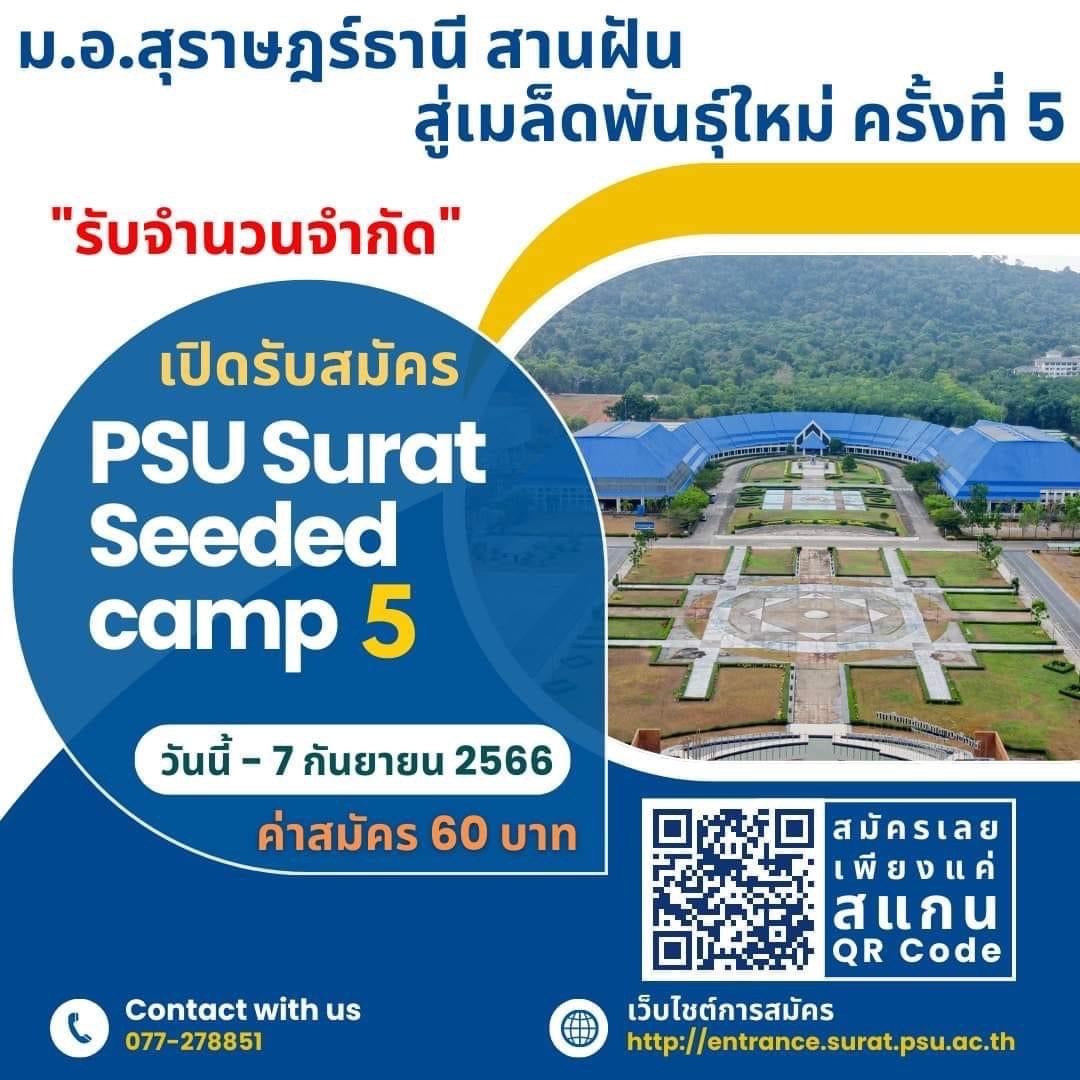 ม.อ.สุราษฎร์ธานี สานฝัน
สู่เมล็ดพันธุ์ใหม่ ครั้งที่ 5
"รับจำนวนจำกัด"
เปิดรับสมัคร
PSU Surat
Seeded
camp 5
วันนี้ - 7 กันยายน 2566
ค่าสมัคร 60 บาท
สมัครเลย
เพียงแค่
สแกน
QR Code
Contact with us
077-278851
เว็บไซต์การสมัคร
http://entrance.surat.psu.ac.th